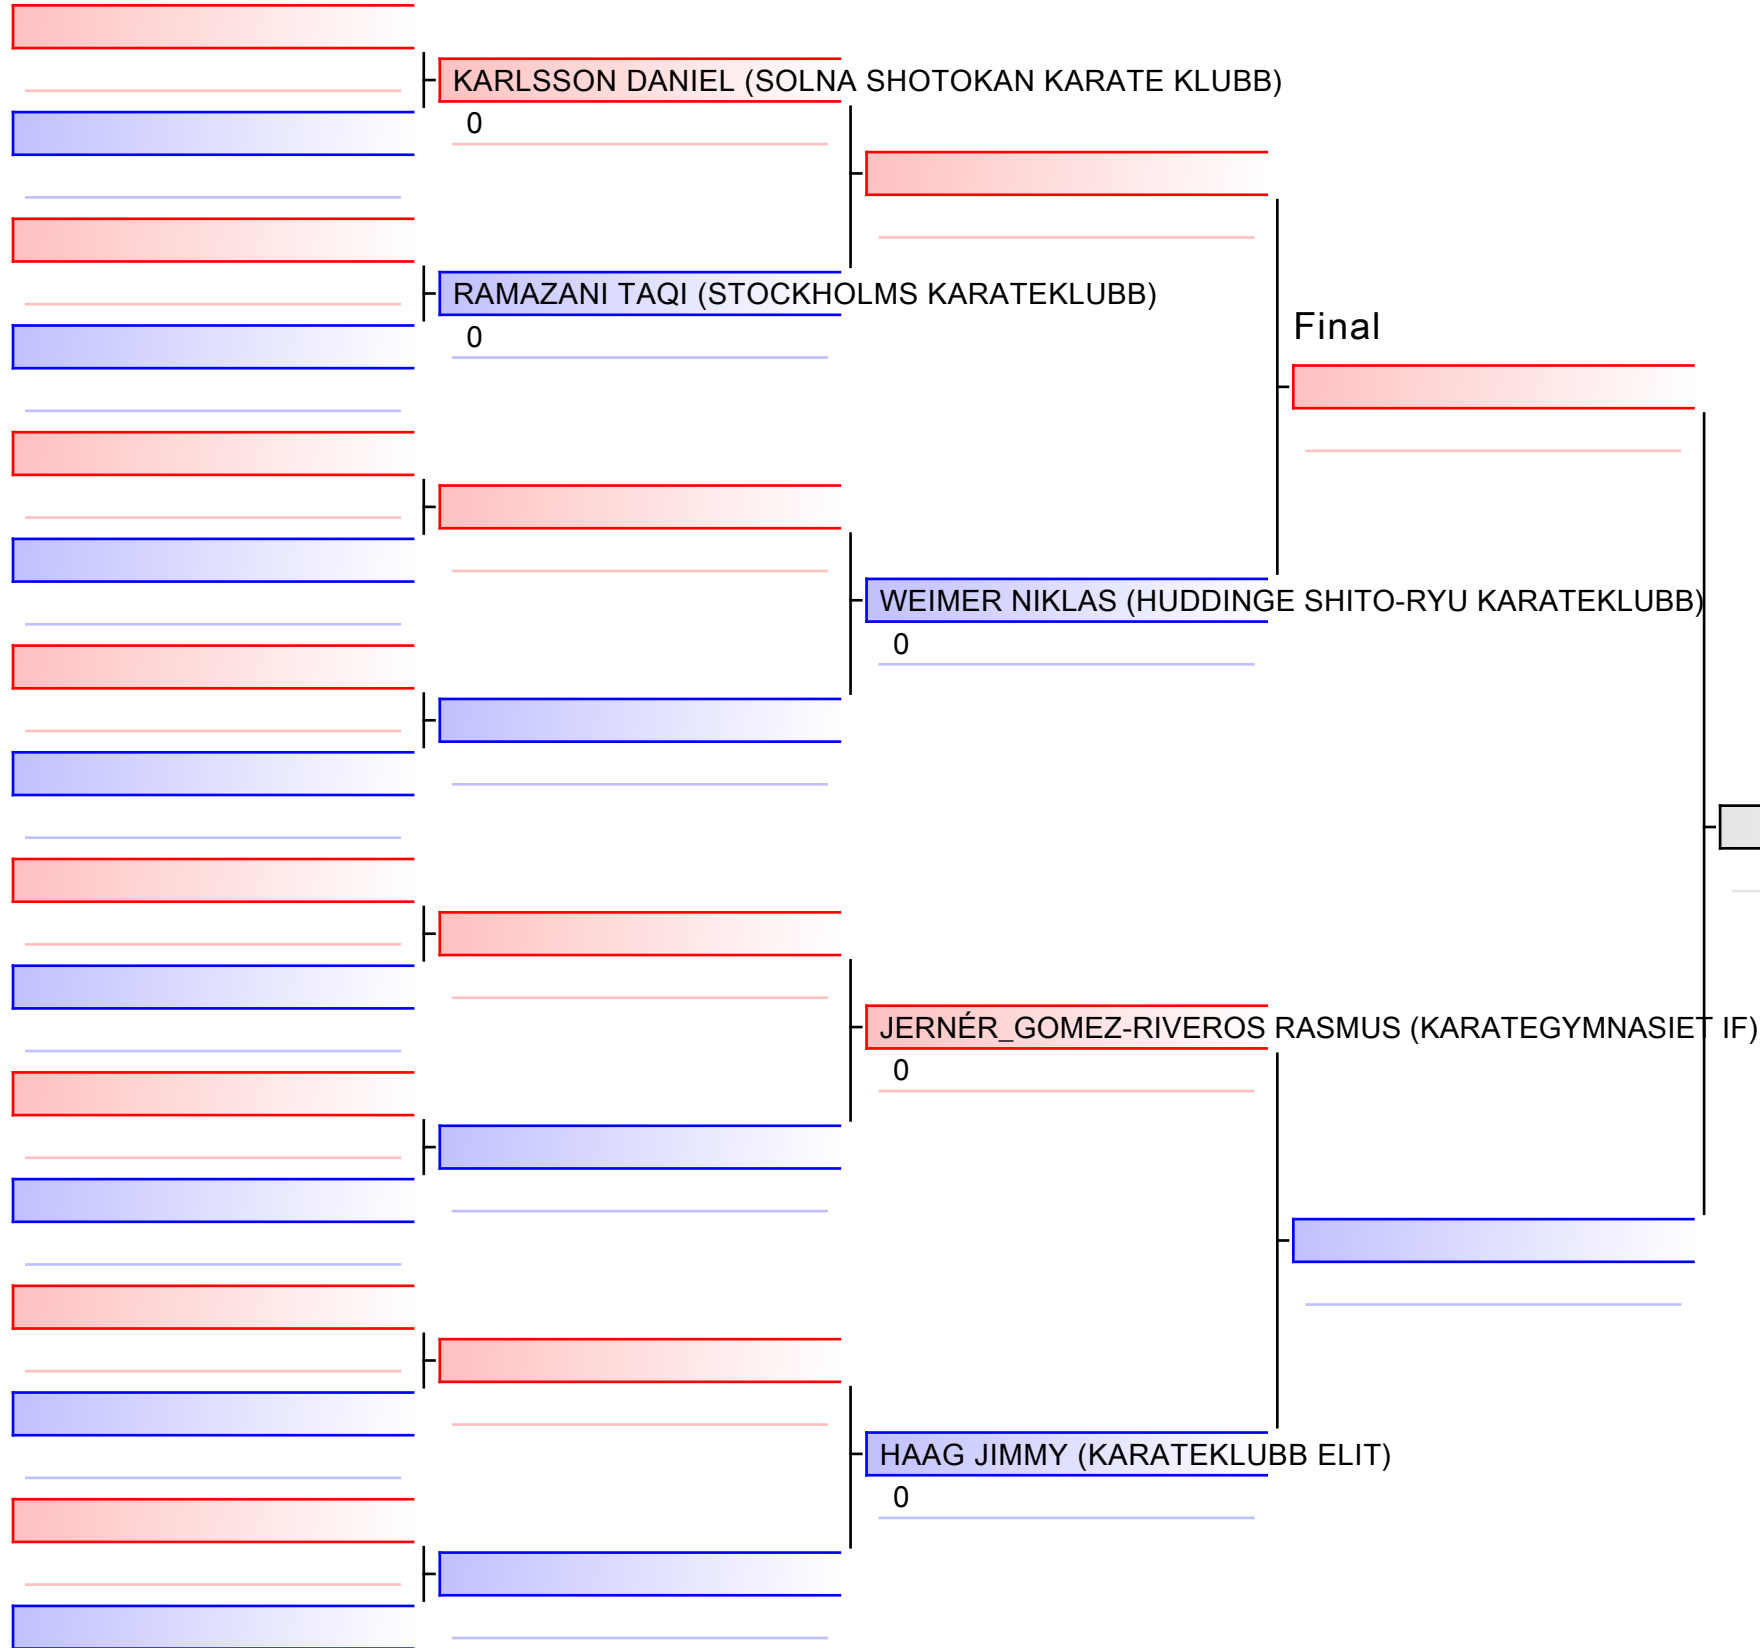 KARLSSON DANIEL (SOLNA SHOTOKAN KARATE KLUBB)
0
RAMAZANI TAQI (STOCKHOLMS KARATEKLUBB)
0
Final
WEIMER NIKLAS (HUDDINGE SHITO-RYU KARATEKLUBB)
0
JERNÉR_GOMEZ-RIVEROS RASMUS (KARATEGYMNASIET IF)
0
HAAG JIMMY (KARATEKLUBB ELIT)
0